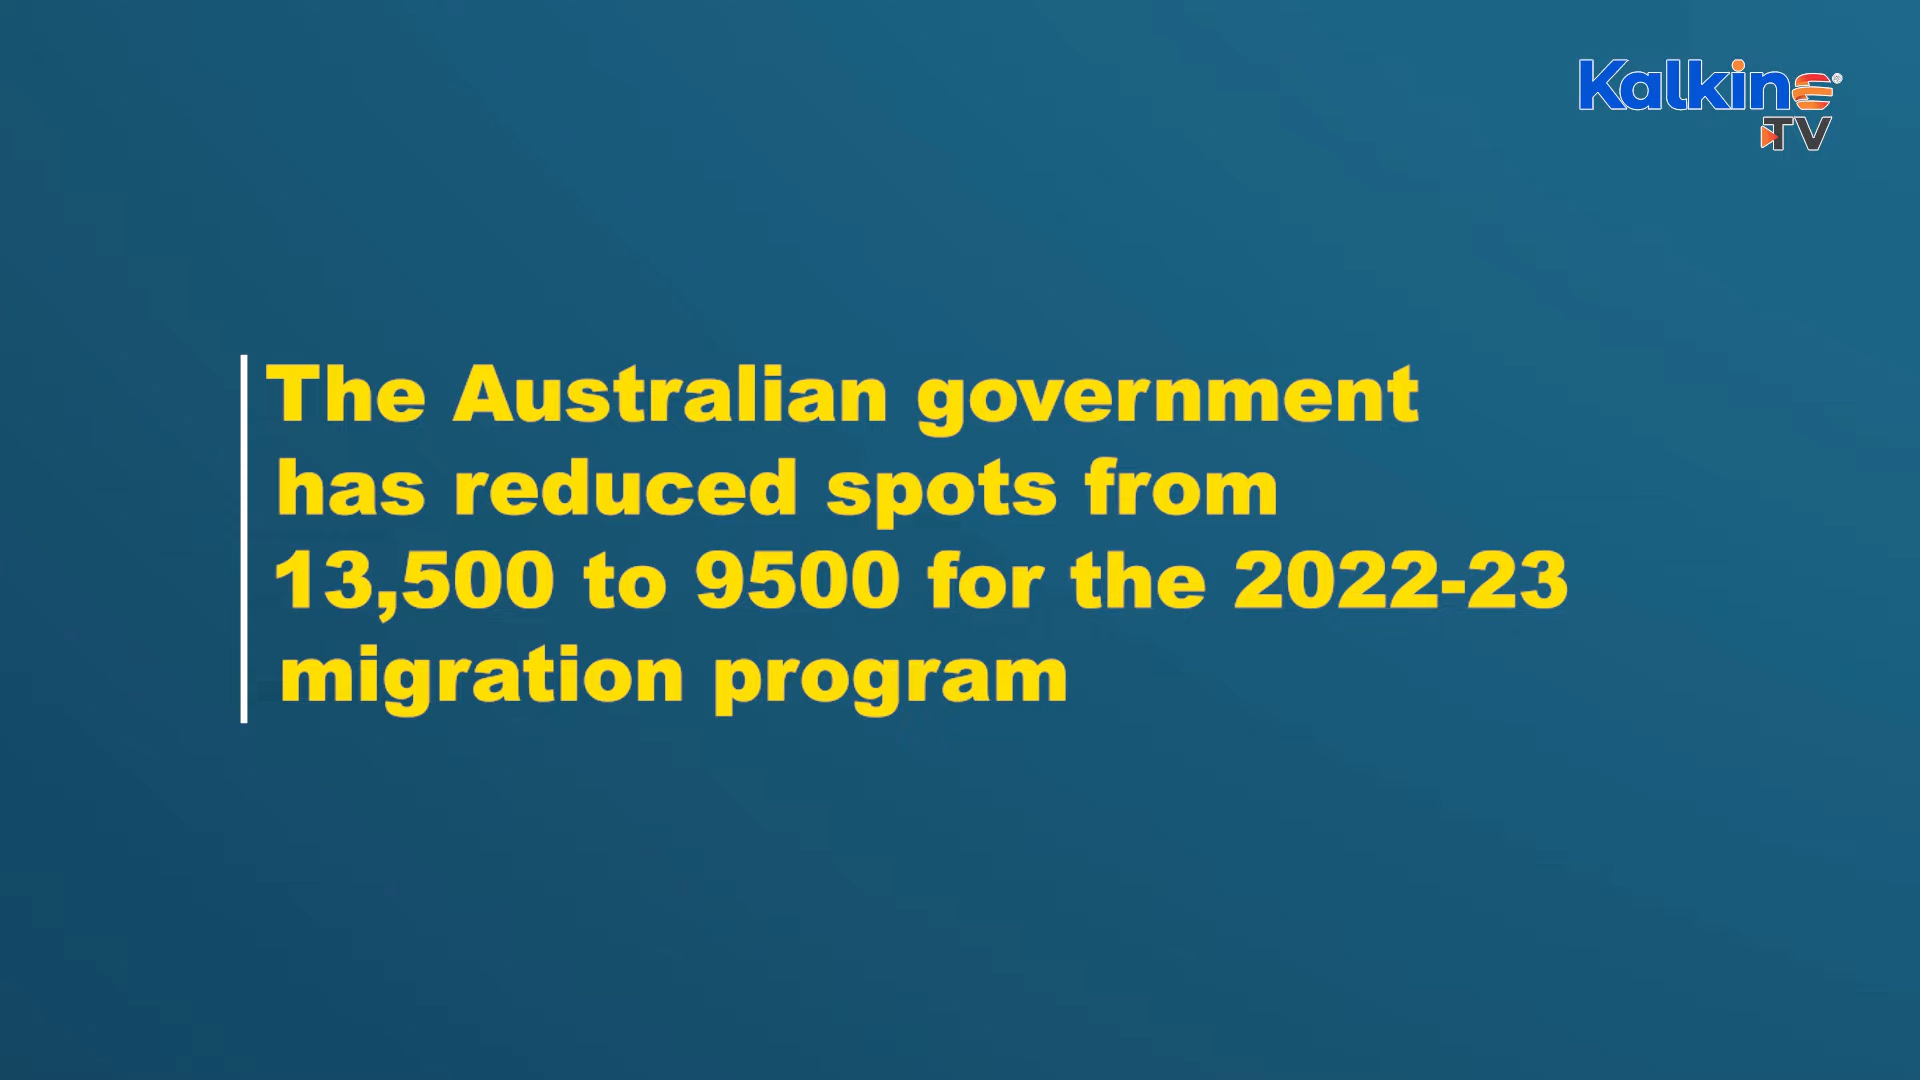 Kalkine
TV
The Australian government
has reduced spots from
13,500 to 9500 for the 2022-23
migration program